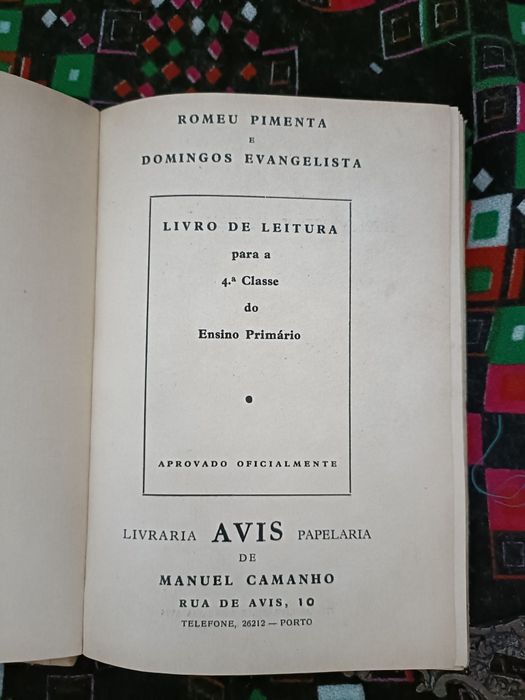 ROMEU PIMENTA
E
DOMINGOS EVANGELISTA
LIVRO DE LEITURA
para a
4.ª Classe
do
Ensino Primário
APROVADO OFICIALMENTE
LIVRARIA AVIS PAPELARIA
DE
MANUEL CAMANHO
RUA DE AVIS, 10
TELEFONE, 26212 — PORTO